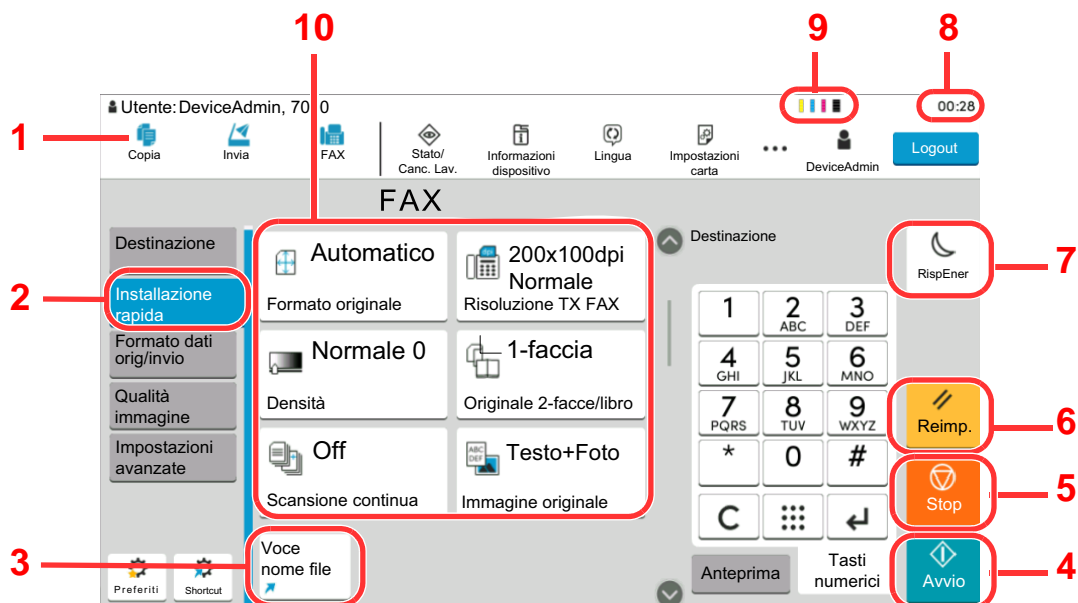 10
9
8
Utente: DeviceAdmin, 70 0
00:28
1
Copia
Invia
FAX
Stato/
Canc. Lav.
Informazioni
dispositivo
Lingua
Impostazioni
carta
DeviceAdmin
Logout
FAX
Destinazione
Automatico
Formato originale
200x100dpi
Normale
Risoluzione TX FAX
Destinazione
RispEner
7
2
Installazione
rapida
Formato dati
orig/invio
Qualità
immagine
Impostazioni
avanzate
Normale 0
Densità
1-faccia
Originale 2-facce/libro
Off
Scansione continua
ABC
DEF
Testo+Foto
Immagine originale
1
2
ABC
3
DEF
4
GHI
5
JKL
6
MNO
7
PQRS
8
TUV
9
WXYZ
*
0
#
C
Reimp.
6
Stop
5
3
Voce
nome file
Preferiti
Shortcut
Anteprima
Tasti
numerici
Avvio
4